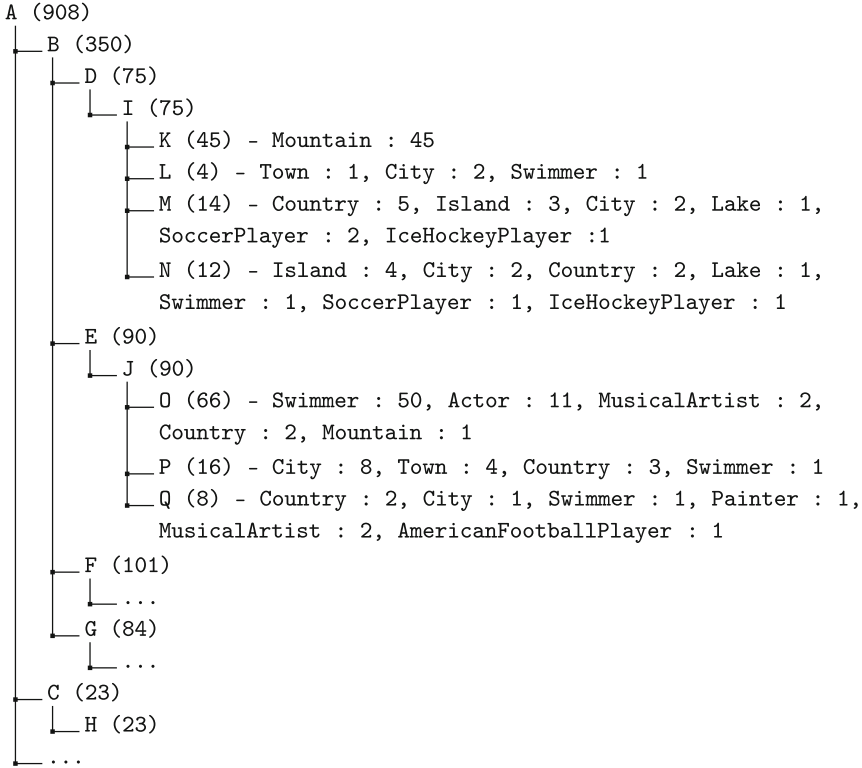 A (908)
B (350)
D (75)
I (75)
K (45) - Mountain : 45
L (4) - Town : 1, City : 2, Swimmer : 1
M (14) - Country : 5, Island : 3, City : 2, Lake : 1,
SoccerPlayer : 2, IceHockeyPlayer :1
N (12) - Island : 4, City : 2, Country : 2, Lake : 1,
Swimmer : 1, SoccerPlayer : 1, IceHockeyPlayer : 1
E (90)
J (90)
O (66) - Swimmer : 50, Actor : 11, MusicalArtist : 2,
Country : 2, Mountain : 1
P (16) - City : 8, Town : 4, Country : 3, Swimmer : 1
Q (8) - Country : 2, City : 1, Swimmer : 1, Painter : 1,
MusicalArtist : 2, AmericanFootballPlayer : 1
F (101)
...
G (84)
...
C (23)
H (23)
...